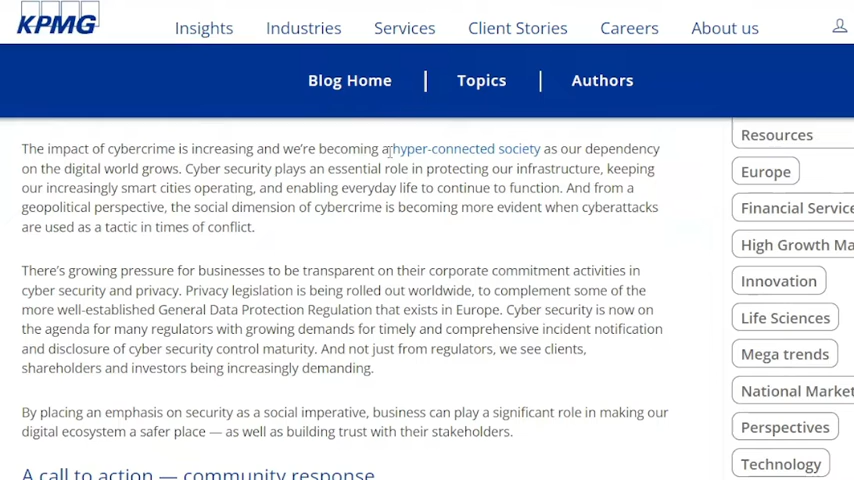 KPMG
Insights Industries Services Client Stories Careers About us
Blog Home Topics Authors
The impact of cybercrime is increasing and we’re becoming a hyper-connected society as our dependency
on the digital world grows. Cyber security plays an essential role in protecting our infrastructure, keeping
our increasingly smart cities operating, and enabling everyday life to continue to function. And from a
geopolitical perspective, the social dimension of cybercrime is becoming more evident when cyberattacks
are used as a tactic in times of conflict.
There’s growing pressure for businesses to be transparent on their corporate commitment activities in
cyber security and privacy. Privacy legislation is being rolled out worldwide, to complement some of the
more well-established General Data Protection Regulation that exists in Europe. Cyber security is now on
the agenda for many regulators with growing demands for timely and comprehensive incident notification
and disclosure of cyber security control maturity. And not just from regulators, we see clients,
shareholders and investors being increasingly demanding.
By placing an emphasis on security as a social imperative, business can play a significant role in making our
digital ecosystem a safer place — as well as building trust with their stakeholders.
A call to action — community response
Resources
Europe
Financial Service
High Growth Ma
Innovation
Life Sciences
Mega trends
National Market
Perspectives
Technology